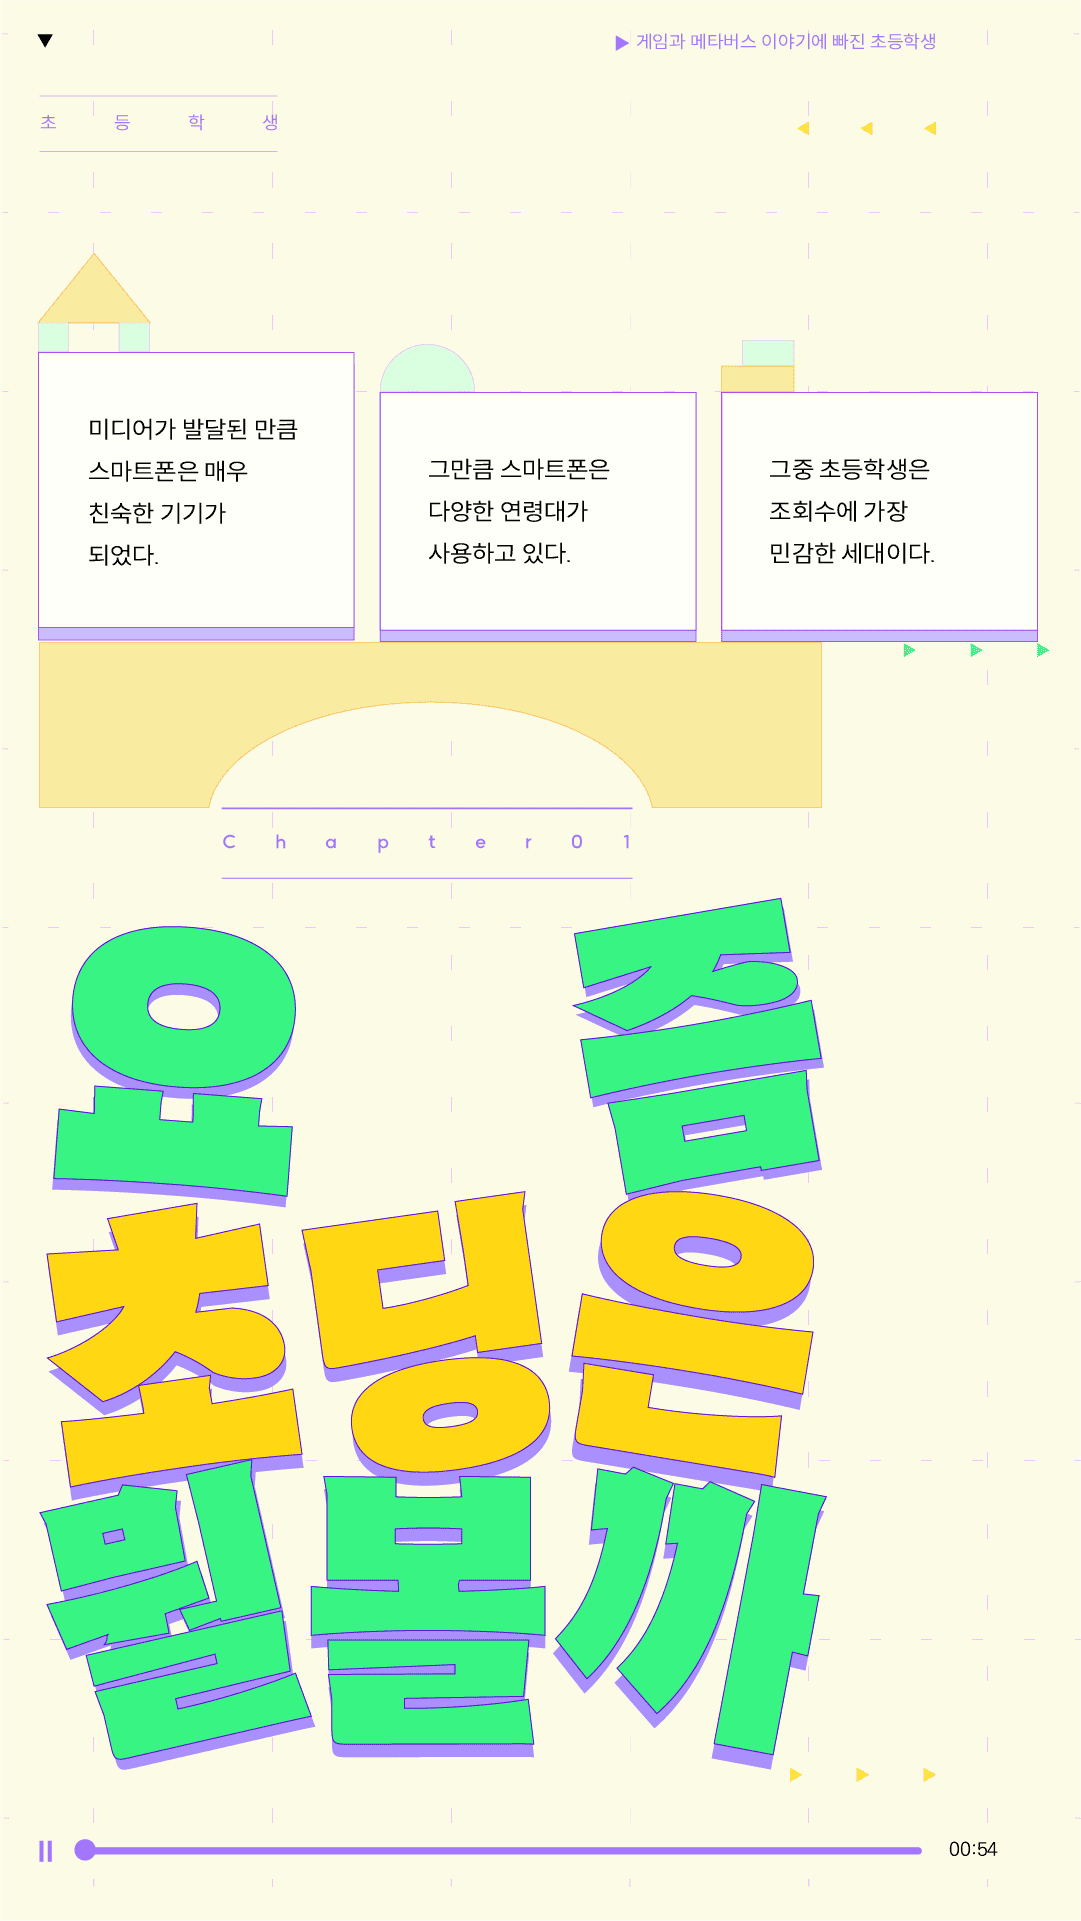 ▶ 게임과 메타버스 이야기에 빠진 초등학생
초등학생
미디어가 발달된 만큼
스마트폰은 매우
친숙한 기기가
되었다.
그만큼 스마트폰은
다양한 연령대가
사용하고 있다.
그중 초등학생은
조회수에 가장
민감한 세대이다.
Chapter01
요즘
초딩은
뭘볼까
00:54